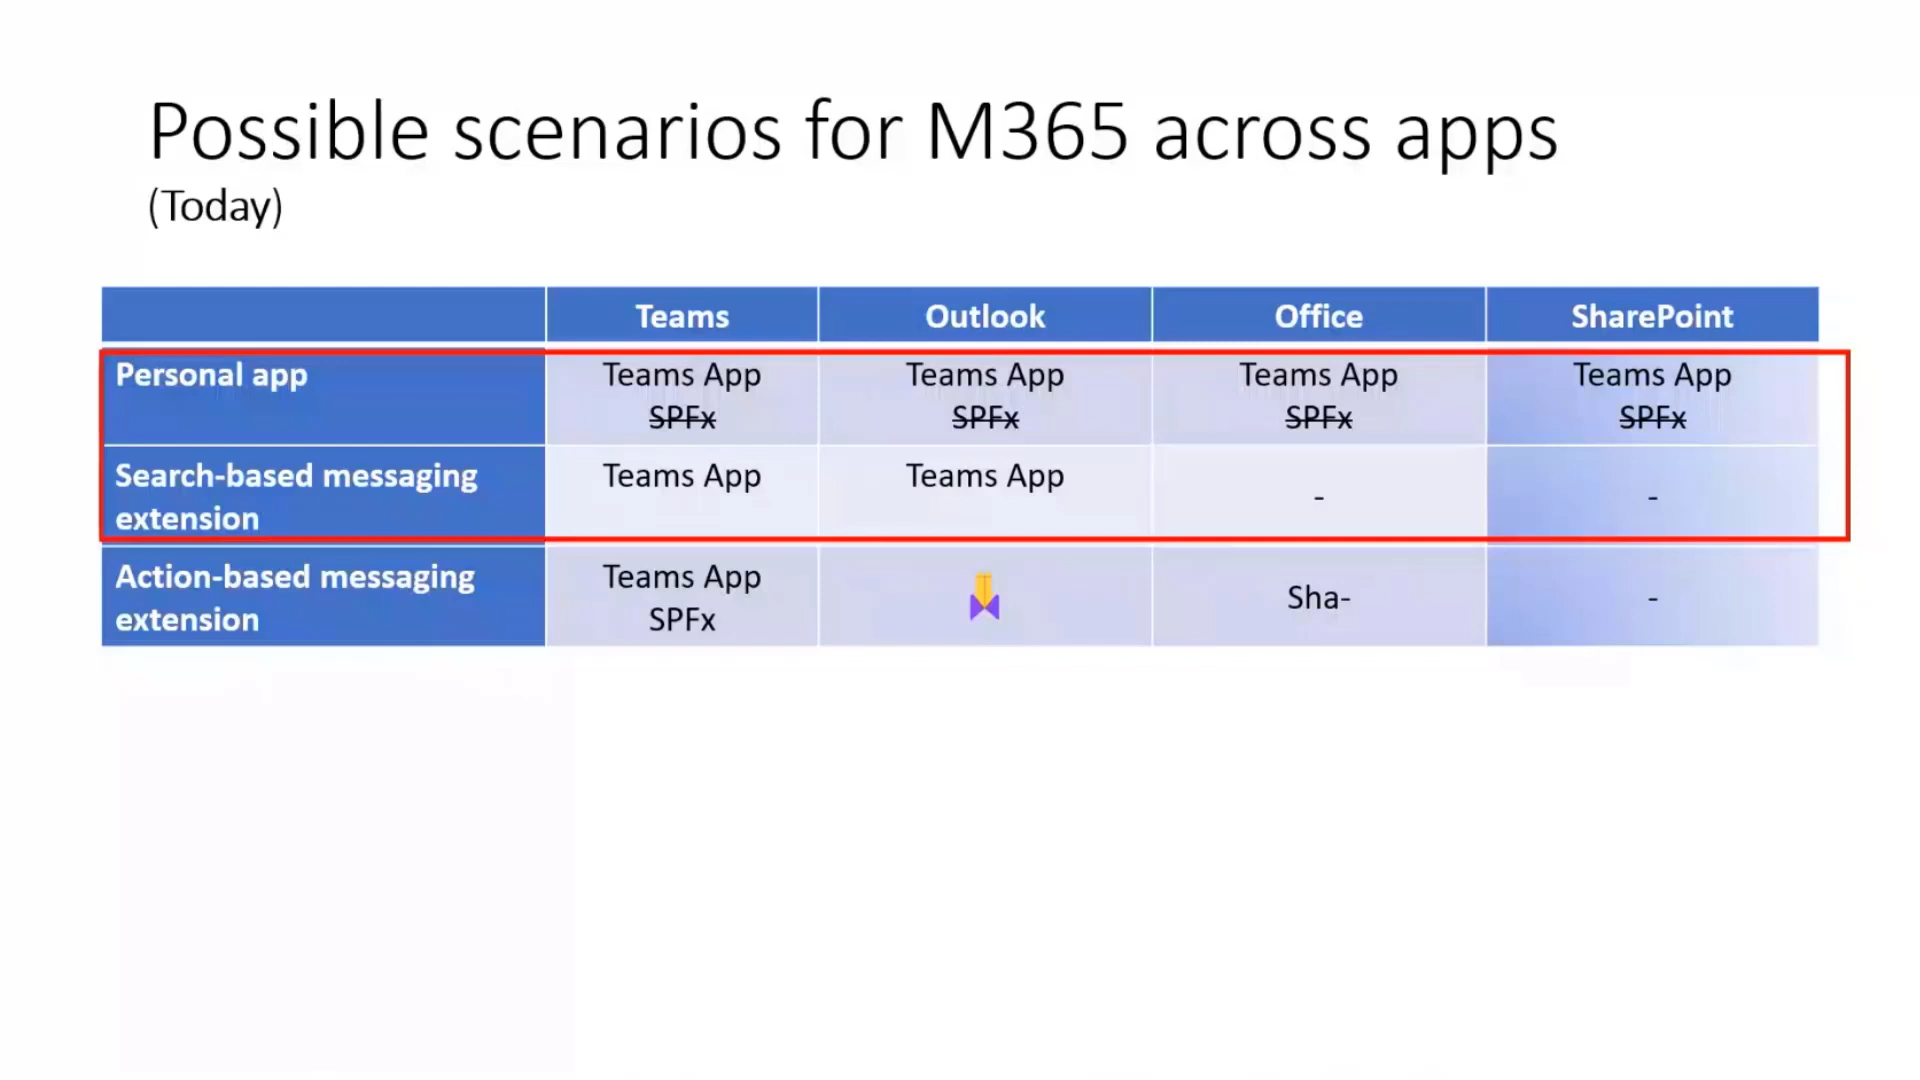 Possible scenarios for M365 across apps
(Today)
Teams Outlook Office SharePoint
Personal app Teams App Teams App Teams App Teams App
SPFx SPFx SPFx SPFx
Search-based messaging Teams App Teams App
extension - -
Action-based messaging Teams App Sha- -
extension SPFx